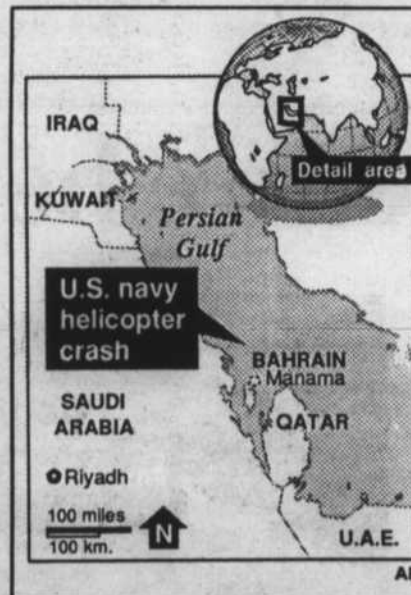 IRAQ
Detail area
KUWAIT
Persian
Gulf
U.S. navy
helicopter
crash
BAHRAIN
Manama
SAUDI
ARABIA
QATAR
Riyadh
100 miles
100 km.
N
U.A.E.